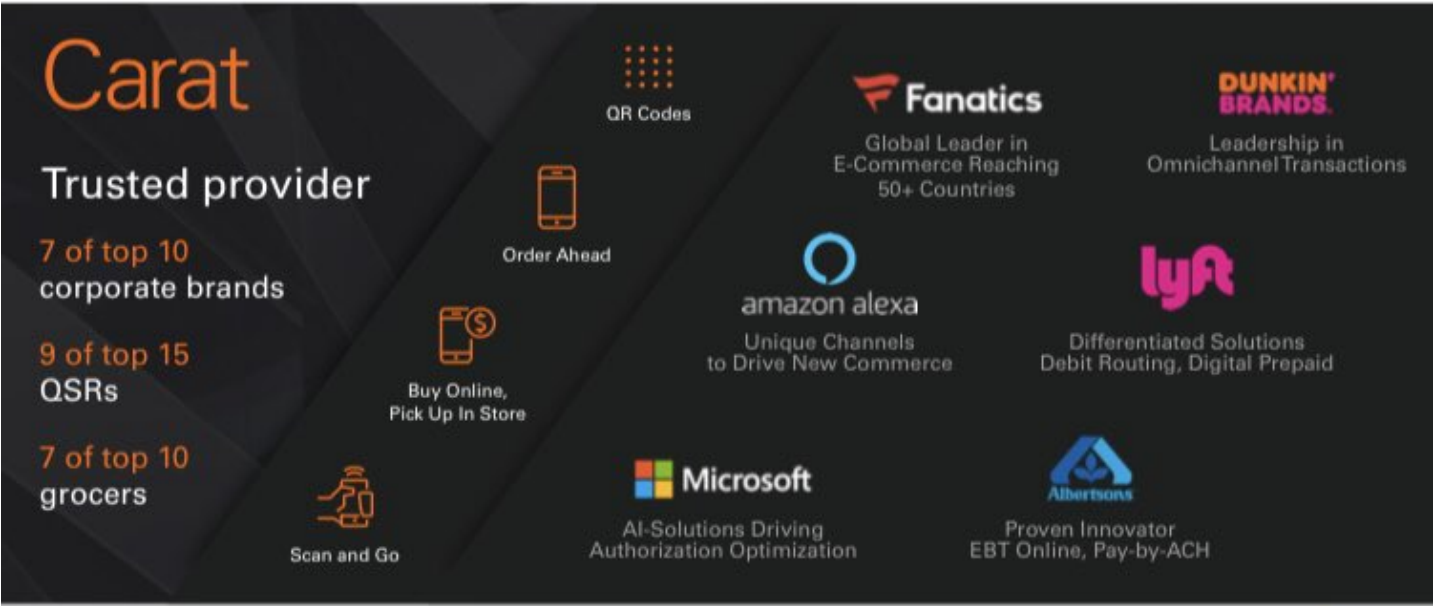 Carat
Trusted provider
7 of top 10
corporate brands
9 of top 15
QSRs
7 of top 10
grocers
QR Codes
Order Ahead
Buy Online,
Pick Up In Store
Scan and Go
Fanatics
Global Leader in
E-Commerce Reaching
50+ Countries
DUNKIN'
BRANDS.
Leadership in
Omnichannel Transactions
amazon alexa
Unique Channels
to Drive New Commerce
lyft
Differentiated Solutions
Debit Routing, Digital Prepaid
Microsoft
AI-Solutions Driving
Authorization Optimization
Albertsons
Proven Innovator
EBT Online, Pay-by-ACH